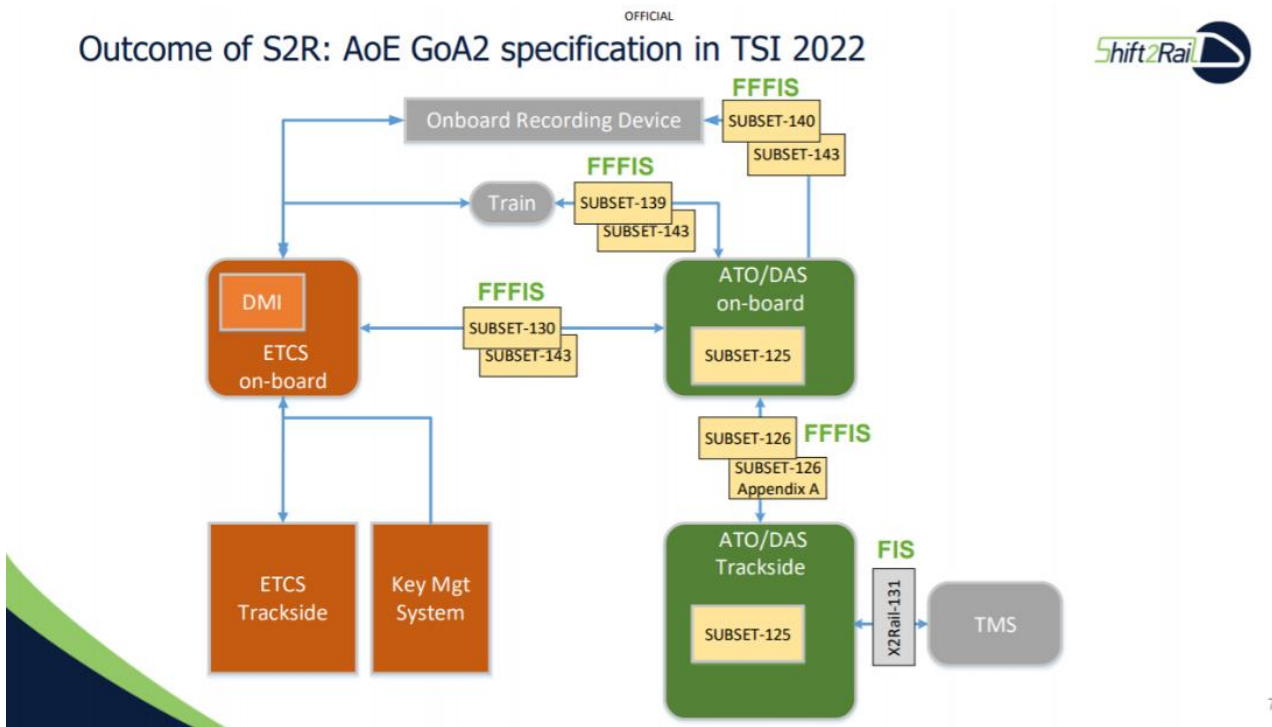 OFFICIAL
Outcome of S2R: AoE GoA2 specification in TSI 2022
Shift2Rail
FFFIS
Onboard Recording Device
SUBSET-140
SUBSET-143
FFFIS
Train
SUBSET-139
SUBSET-143
DMI
ETCS
on-board
FFFIS
SUBSET-130
SUBSET-143
ATO/DAS
on-board
SUBSET-125
SUBSET-126
FFFIS
SUBSET-126
Appendix A
ETCS
Trackside
Key Mgt
System
ATO/DAS
Trackside
SUBSET-125
FIS
X2Rail-131
TMS
7